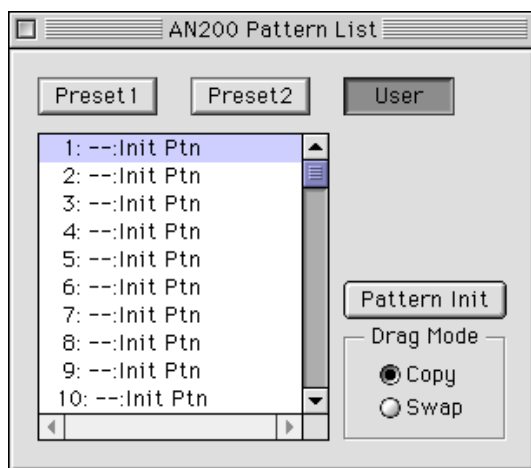 AN200 Pattern List
Preset1 Preset2 User
1: --:Init Ptn
2: --:Init Ptn
3: --:Init Ptn
4: --:Init Ptn
5: --:Init Ptn
6: --:Init Ptn
7: --:Init Ptn
8: --:Init Ptn
9: --:Init Ptn
10: --:Init Ptn
Pattern Init
Drag Mode
Copy
Swap